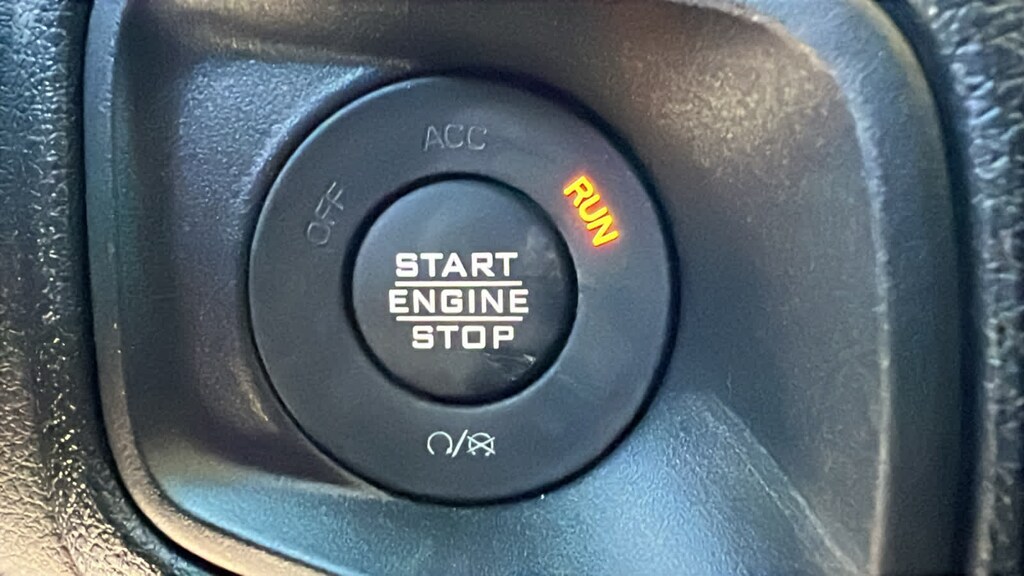 ACC
OFF
RUN
START
ENGINE
STOP